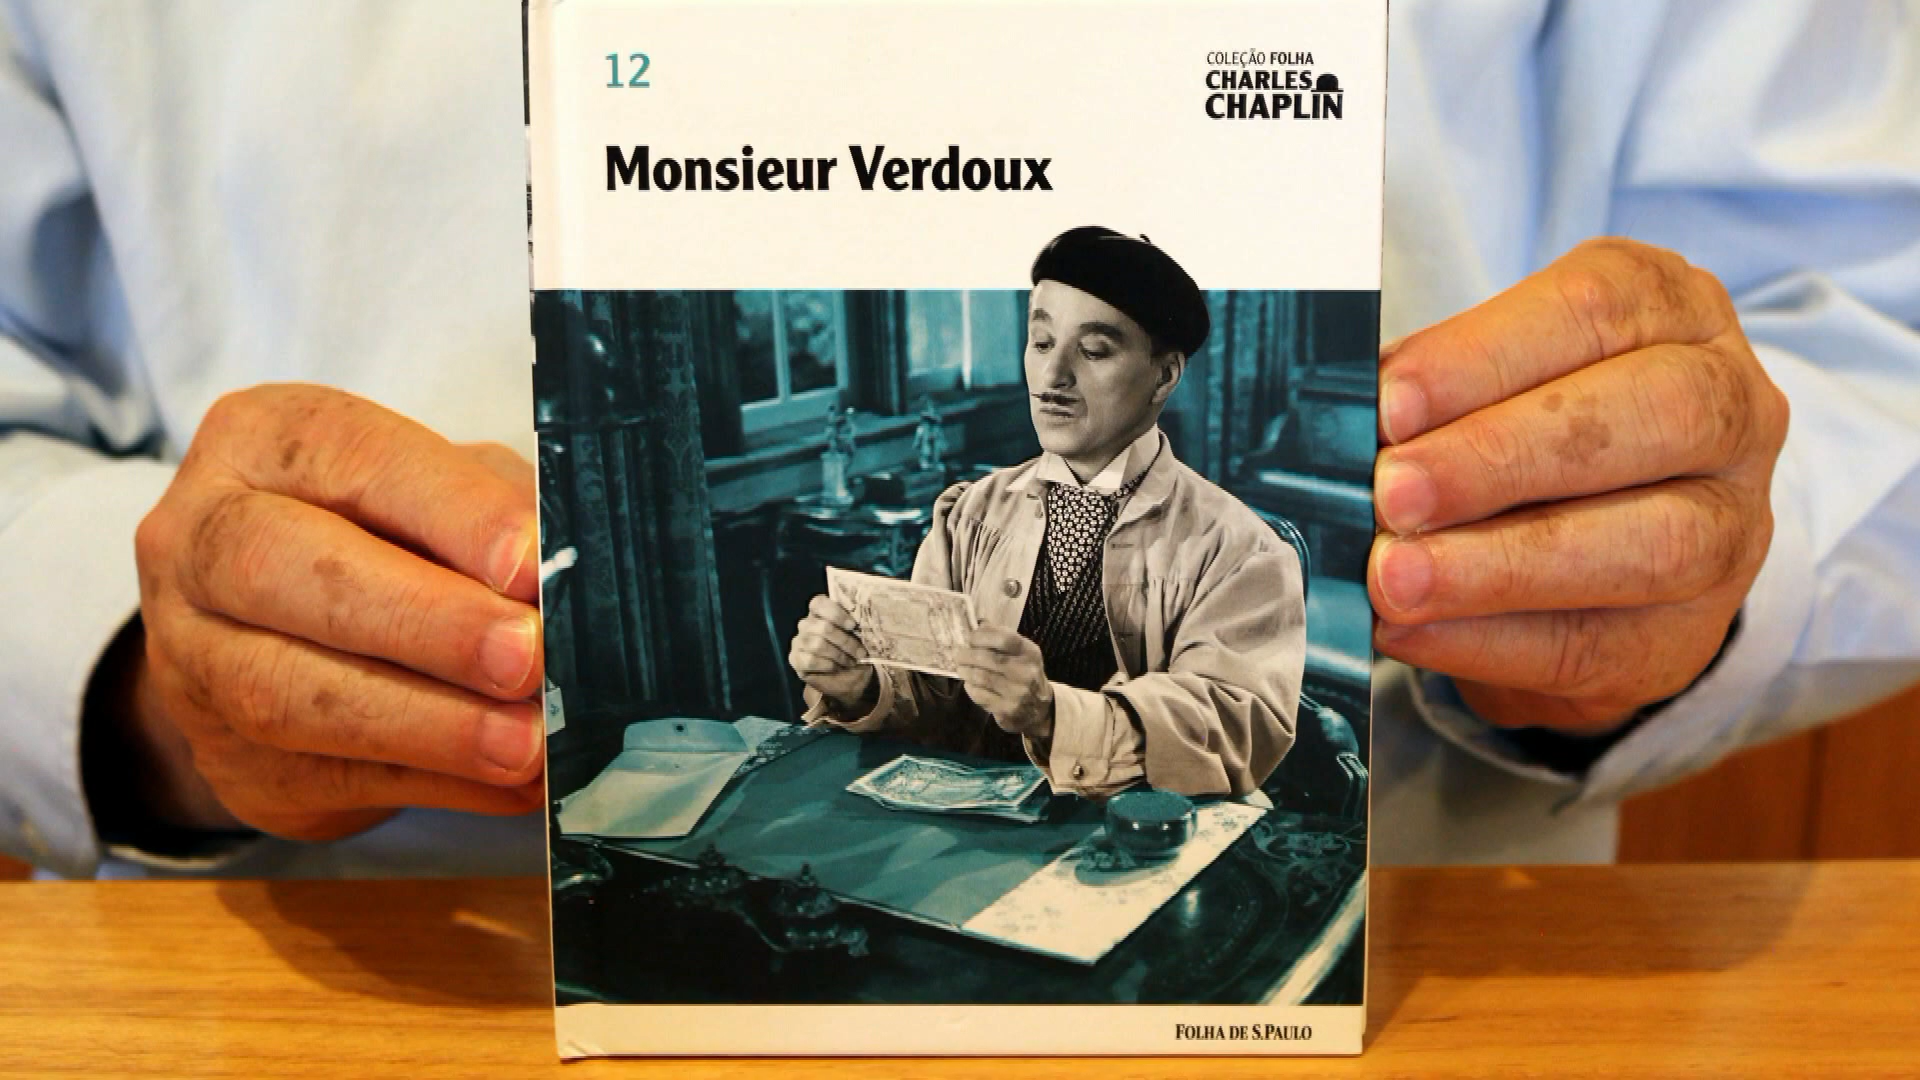 12
COLEÇÃO FOLHA
CHARLES
CHAPLIN
Monsieur Verdoux
FOLHA DE S.PAULO